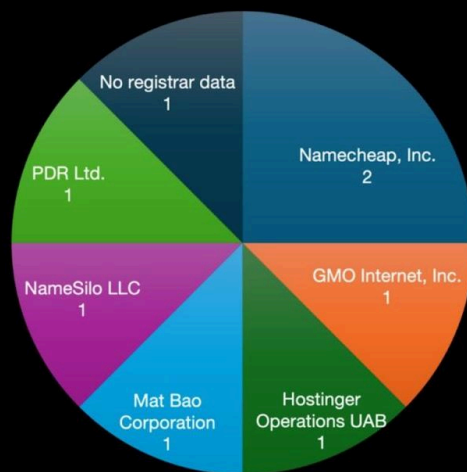 No registrar data
1
Namecheap, Inc.
2
PDR Ltd.
1
GMO Internet, Inc.
1
NameSilo LLC
1
Mat Bao
Corporation
1
Hostinger
Operations UAB
1